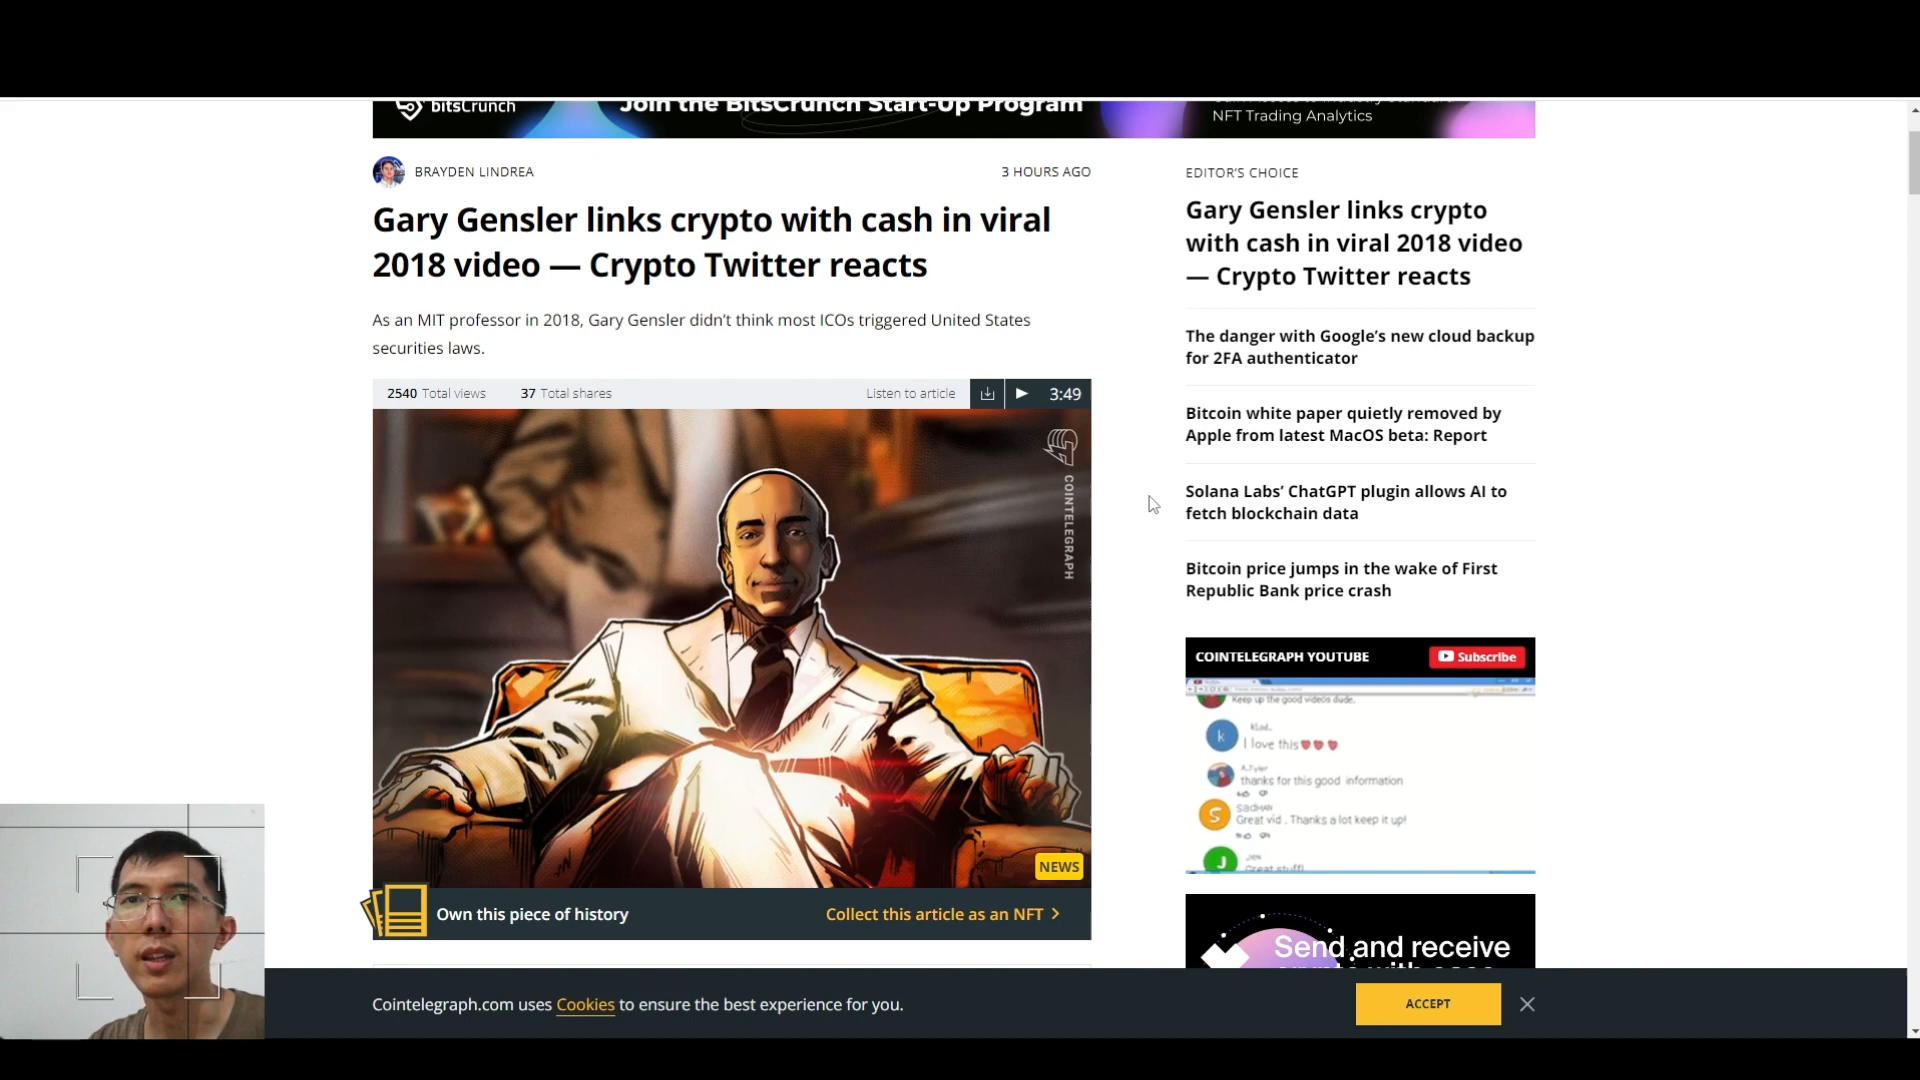 bitsCrunch
Join the BitsCrunch Start-Up Program
NFT Trading Analytics
BRAYDEN LINDREA
3 HOURS AGO
Gary Gensler links crypto with cash in viral
2018 video — Crypto Twitter reacts
As an MIT professor in 2018, Gary Gensler didn't think most ICOs triggered United States
securities laws.
2540 Total views
37 Total shares
Listen to article
3:49
COINTELEGRAPH
NEWS
Own this piece of history
Collect this article as an NFT >
EDITOR'S CHOICE
Gary Gensler links crypto
with cash in viral 2018 video
— Crypto Twitter reacts
The danger with Google's new cloud backup
for 2FA authenticator
Bitcoin white paper quietly removed by
Apple from latest MacOS beta: Report
Solana Labs' ChatGPT plugin allows AI to
fetch blockchain data
Bitcoin price jumps in the wake of First
Republic Bank price crash
COINTELEGRAPH YOUTUBE
Subscribe
Keep up the good videos dude.
k
I love this
A.Tyler
thanks for this good information
S
Great vid . Thanks a lot keep it up!
J
Jen
Great stuff!
Send and receive
Cointelegraph.com uses Cookies to ensure the best experience for you.
ACCEPT